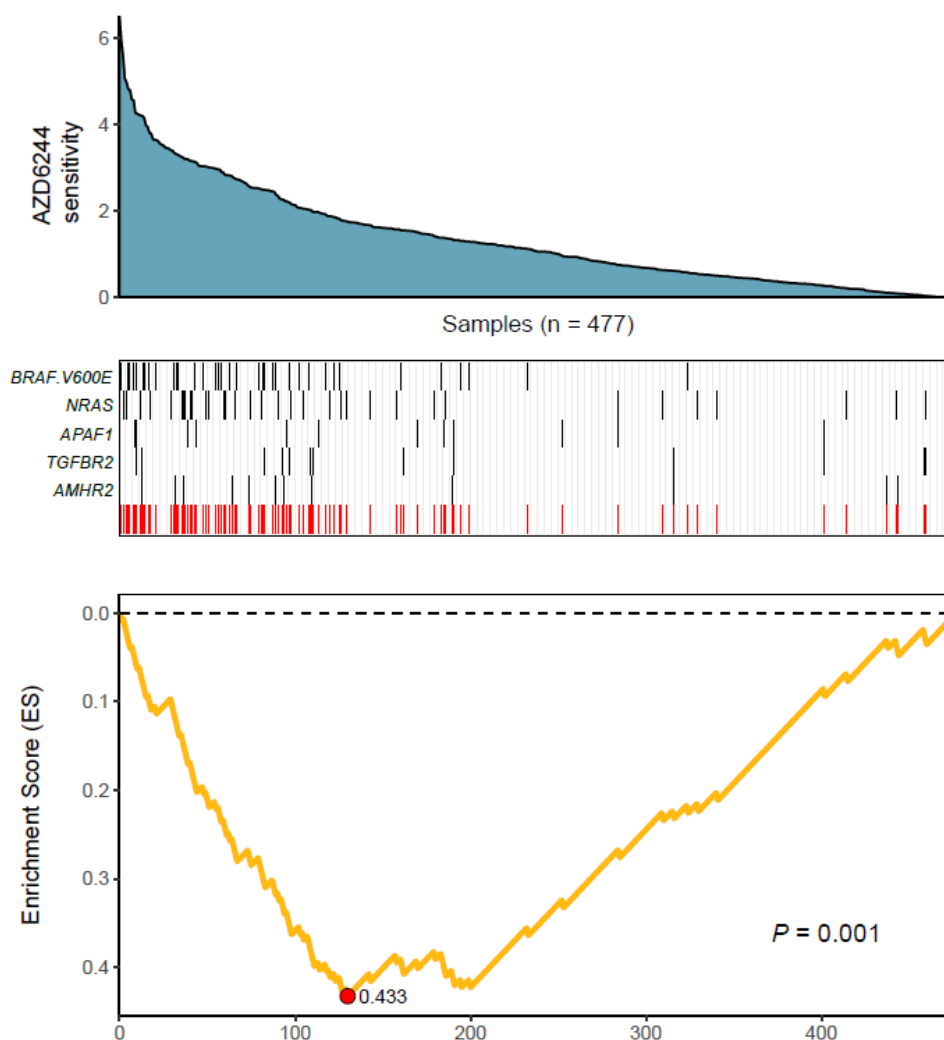 6
4
2
0
AZD6244
sensitivity
Samples (n = 477)
BRAF.V600E
NRAS
APAF1
TGFBR2
AMHR2
0.0
0.1
0.2
0.3
0.4
Enrichment Score (ES)
P = 0.001
0.433
0 100 200 300 400